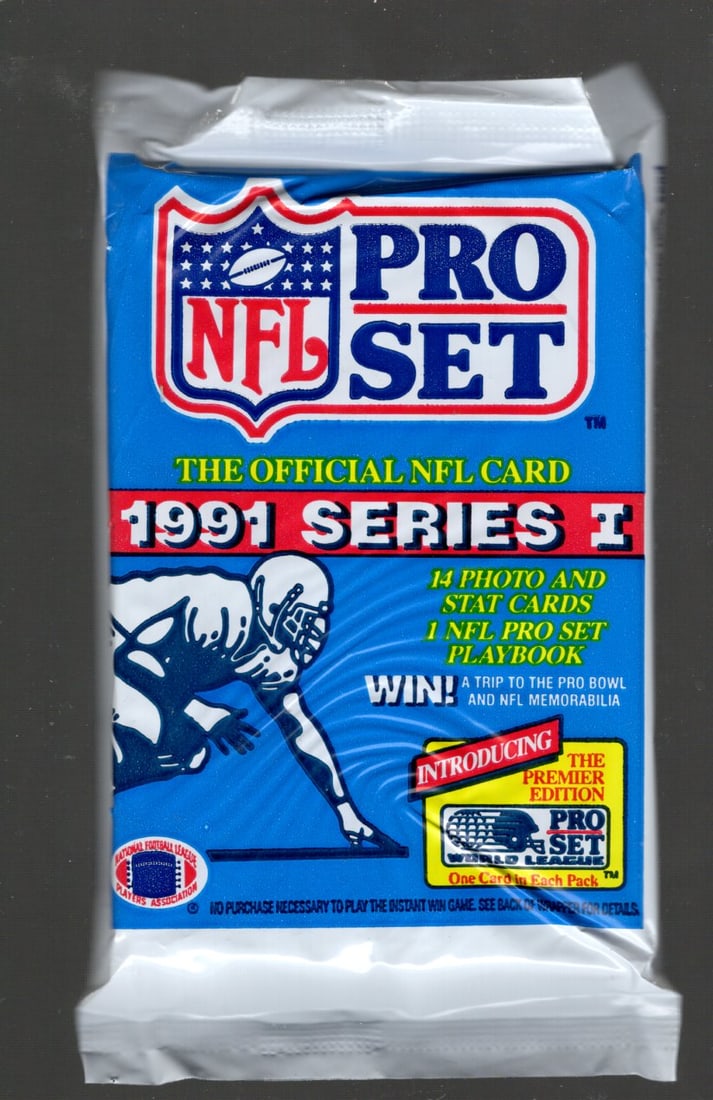 NFL
PRO
SET
TM
THE OFFICIAL NFL CARD
1991 SERIES I
14 PHOTO AND
STAT CARDS
1 NFL PRO SET
PLAYBOOK
WIN! A TRIP TO THE PRO BOWL
AND NFL MEMORABILIA
INTRODUCING
THE
PREMIER
EDITION
PRO
SET
WORLD LEAGUE
TM
One Card in Each Pack
NATIONAL FOOTBALL LEAGUE
PLAYERS ASSOCIATION
© NO PURCHASE NECESSARY TO PLAY THE INSTANT WIN GAME. SEE BACK OF WRAPPER FOR DETAILS.